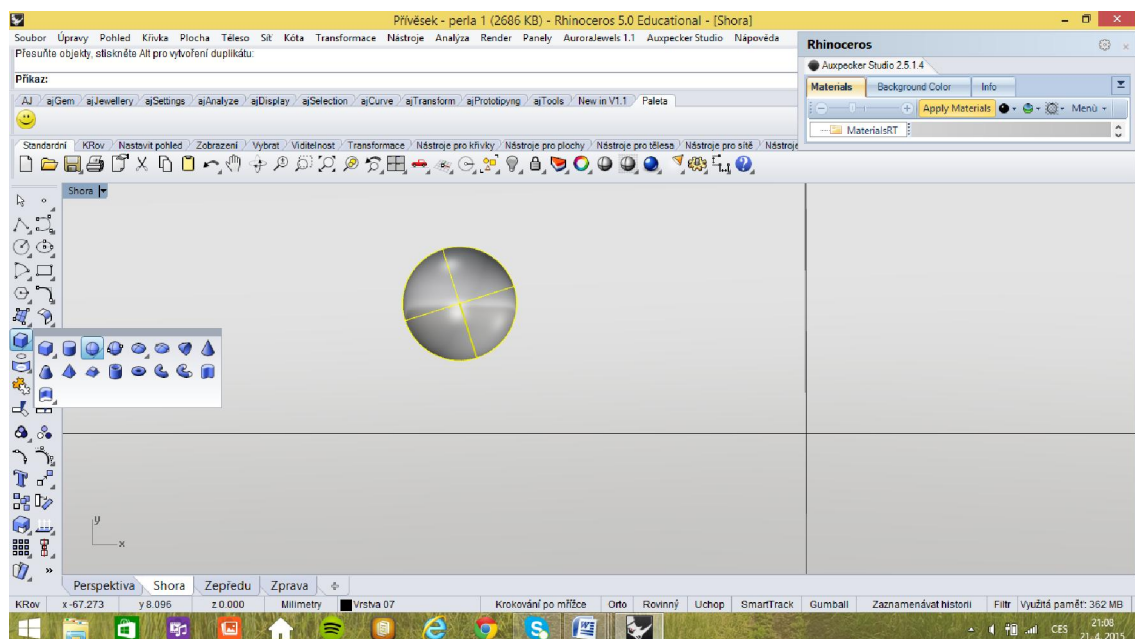 Přívěsek - perla 1 (2686 KB) - Rhinoceros 5.0 Educational - [Shora]
Soubor Úpravy Pohled Křivka Plocha Těleso Síť Kóta Transformace Nástroje Analýza Render Panely AuroraJewels 1.1 Auxpecker Studio Nápověda
Přesuňte objekty, stiskněte Alt pro vytvoření duplikátu:
Příkaz:
AJ ajGem ajJewellery ajSettings ajAnalyze ajDisplay ajSelection ajCurve ajTransform ajPrototipyng ajTools New in V1.1 Paleta
Standardní KRov Nastavit pohled Zobrazení Vybrat Viditelnost Transformace Nástroje pro křivky Nástroje pro plochy Nástroje pro tělesa Nástroje pro sítě Nástroje
Rhinoceros
Auxpecker Studio 2.5.1.4
Materials Background Color Info
Apply Materials Menù
MaterialsRT
Shora
y
x
Perspektiva Shora Zepředu Zprava
KRov x -67.273 y 8.096 z 0.000 Milimetry Vrstva 07 Krokování po mřížce Orto Rovinný Uchop SmartTrack Gumball Zaznamenávat historii Filtr Využitá paměť: 362 MB
CES
21:08
21. 4. 2015